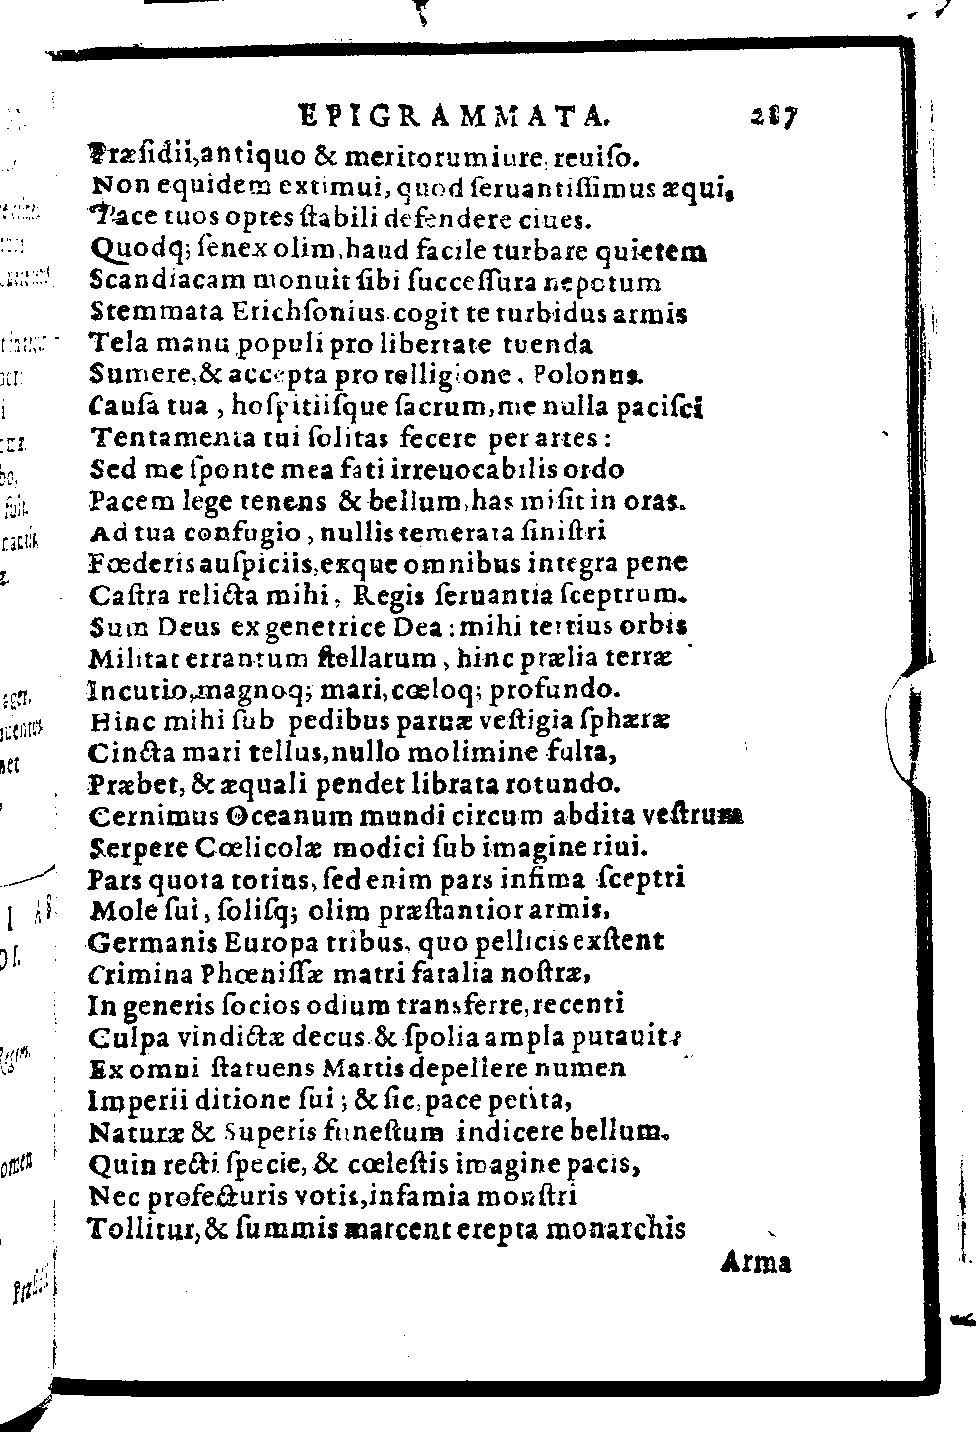 EPIGRAMMATA. 287
Præſidii, antiquo & meritorum iure, reuiſo.
Non equidem extimui, quod ſeruantiſſimus æqui,
Pace tuos optes ſtabili defendere ciues.
Quodq; ſenex olim, haud facile turbare quietem
Scandiacam monuit ſibi ſucceſſura nepotum
Stemmata Erichſonius. cogit te turbidus armis
Tela manu populi pro libertate tuenda
Sumere, & accepta pro relligione, Polonus.
Cauſa tua, hoſpitiiſque ſacrum, me nulla paciſci
Tentamenta tui ſolitas fecere per artes:
Sed me ſponte mea fati irreuocabilis ordo
Pacem lege tenens & bellum, has miſit in oras.
Ad tua confugio, nullis temerata ſiniſtri
Fœderis auſpiciis, exque omnibus integra pene
Caſtra relicta mihi, Regis ſeruantia ſceptrum.
Sum Deus ex genetrice Dea: mihi tertius orbis
Militat errantum ſtellarum, hinc prælia terræ
Incutio, magnoq; mari, cœloq; profundo.
Hinc mihi ſub pedibus paruæ veſtigia ſphæræ
Cincta mari tellus, nullo molimine fulta,
Præbet, & æquali pendet librata rotundo.
Cernimus Oceanum mundi circum abdita veſtrum
Serpere Cœlicolæ modici ſub imagine riui.
Pars quota totius, ſed enim pars infima ſceptri
Mole ſui, ſoliſq; olim præſtantior armis,
Germanis Europa tribus, quo pellicis exſtent
Crimina Phœniſſæ matri fatalia noſtræ,
In generis ſocios odium transferre, recenti
Culpa vindictæ decus & ſpolia ampla putauit:
Ex omni ſtatuens Martis depellere numen
Imperii ditione ſui; & ſic, pace petita,
Naturæ & Superis funeſtum indicere bellum.
Quin recti ſpecie, & cœleſtis imagine pacis,
Nec profecturis votis, infamia monſtri
Tollitur, & ſummis marcent erepta monarchis
Arma